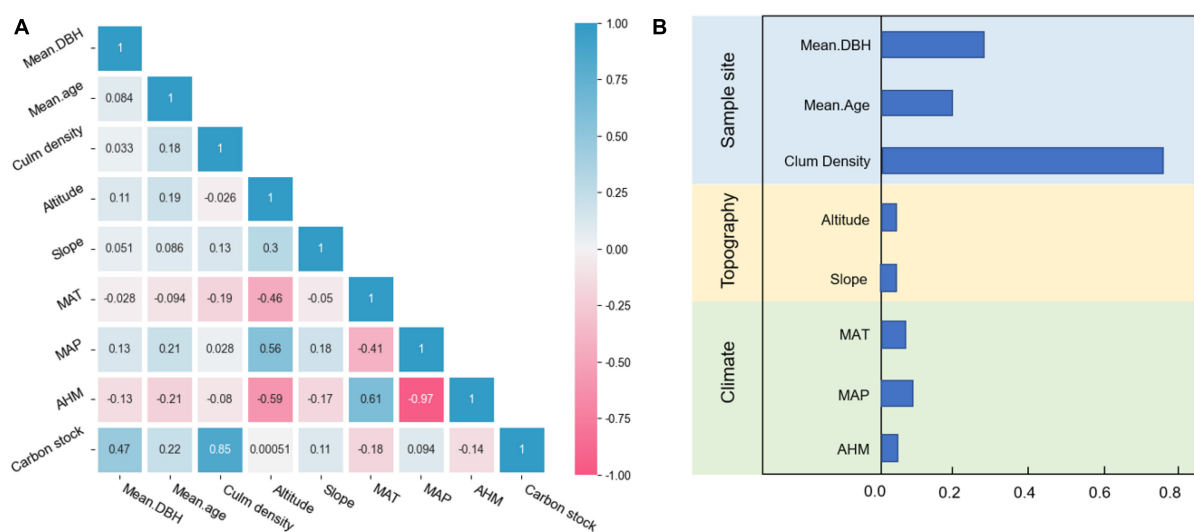 A
Mean.DBH 1
Mean.age 0.084 1
Culm density 0.033 0.18 1
Altitude 0.11 0.19 -0.026 1
Slope 0.051 0.086 0.13 0.3 1
MAT -0.028 -0.094 -0.19 -0.46 -0.05 1
MAP 0.13 0.21 0.028 0.56 0.18 -0.41 1
AHM -0.13 -0.21 -0.08 -0.59 -0.17 0.61 -0.97 1
Carbon stock 0.47 0.22 0.85 0.00051 0.11 -0.18 0.094 -0.14 1
Mean.DBH Mean.age Culm density Altitude Slope MAT MAP AHM Carbon stock
1.00
0.75
0.50
0.25
0.00
-0.25
-0.50
-0.75
-1.00
B
Sample site
Mean.DBH
Mean.Age
Clum Density
Topography
Altitude
Slope
Climate
MAT
MAP
AHM
0.0 0.2 0.4 0.6 0.8